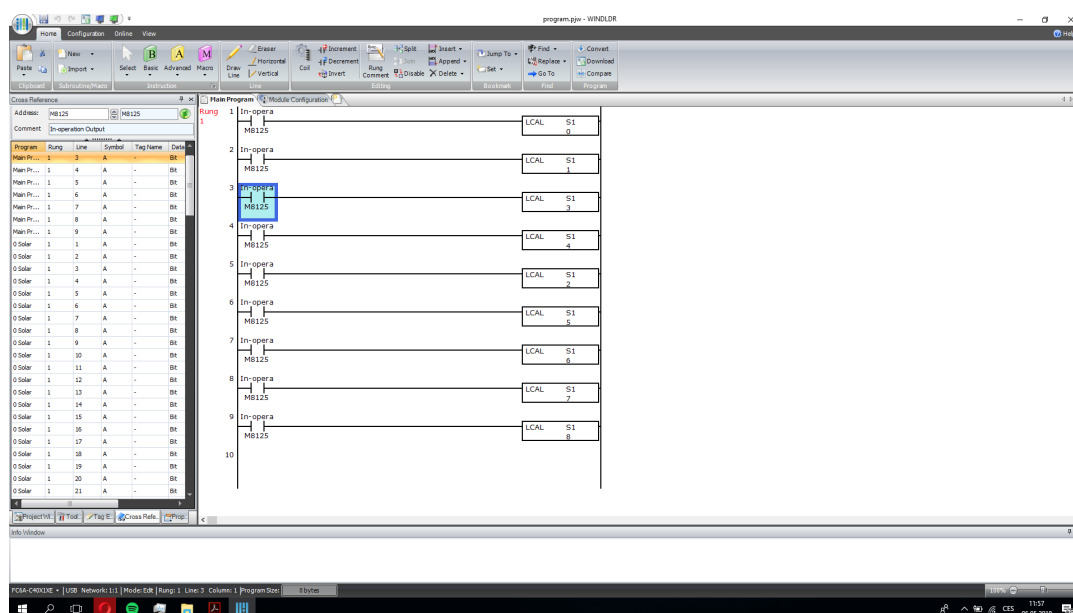 program.pjw - WINDLDR
Home Configuration Online View
Paste New Import Select Basic Advanced Macro Draw Line Eraser Horizontal Vertical Coil Increment Decrement Invert Rung Comment Split Join Disable Insert Append Delete Jump To Set Find Replace Go To Convert Download Compare
Clipboard Subroutine/Macro Instruction Line Editing Bookmark Find Program
Cross Reference
Main Program Module Configuration
Address: M8125 M8125
Comment In-operation Output
Program Rung Line Symbol Tag Name Data
Main Pr... 1 3 A - Bit
Main Pr... 1 4 A - Bit
Main Pr... 1 5 A - Bit
Main Pr... 1 6 A - Bit
Main Pr... 1 7 A - Bit
Main Pr... 1 8 A - Bit
Main Pr... 1 9 A - Bit
0 Solar 1 1 A - Bit
0 Solar 1 2 A - Bit
0 Solar 1 3 A - Bit
0 Solar 1 4 A - Bit
0 Solar 1 5 A - Bit
0 Solar 1 6 A - Bit
0 Solar 1 7 A - Bit
0 Solar 1 8 A - Bit
0 Solar 1 9 A - Bit
0 Solar 1 10 A - Bit
0 Solar 1 11 A - Bit
0 Solar 1 12 A - Bit
0 Solar 1 13 A - Bit
0 Solar 1 14 A - Bit
0 Solar 1 15 A - Bit
0 Solar 1 16 A - Bit
0 Solar 1 17 A - Bit
0 Solar 1 18 A - Bit
0 Solar 1 19 A - Bit
0 Solar 1 20 A - Bit
0 Solar 1 21 A - Bit
Project Wi.. Tool.. Tag E.. Cross Refe.. Prop..
Rung 1 In-opera
1
LCAL S1
M8125 0
2 In-opera
LCAL S1
M8125 1
3 In-opera
LCAL S1
M8125 3
4 In-opera
LCAL S1
M8125 4
5 In-opera
LCAL S1
M8125 2
6 In-opera
LCAL S1
M8125 5
7 In-opera
LCAL S1
M8125 6
8 In-opera
LCAL S1
M8125 7
9 In-opera
LCAL S1
M8125 8
10
Info Window
FC6A-C40X1XE USB Network: 1:1 Mode: Edit Rung: 1 Line: 3 Column: 1 Program Size: 0 bytes 100%
CES 11:57